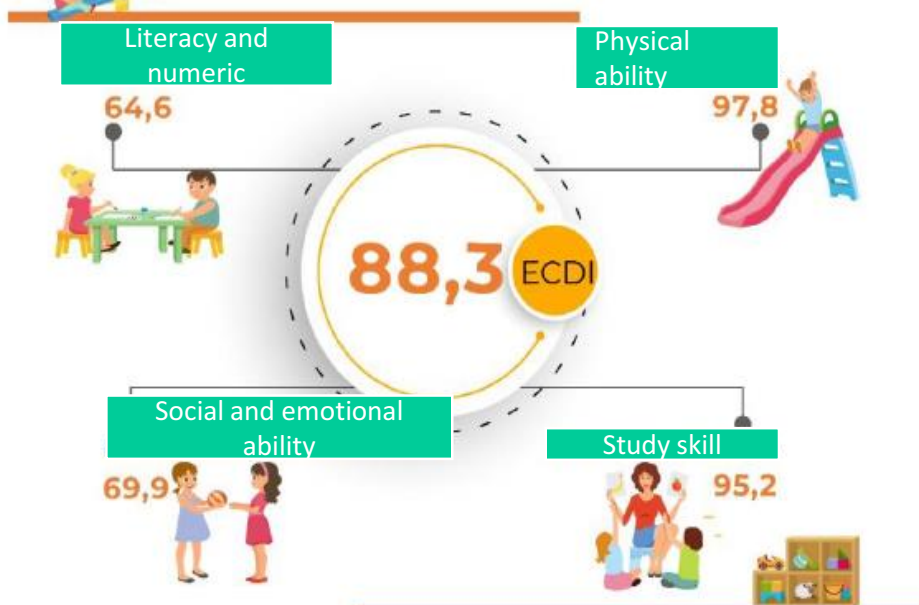 Literacy and
numeric
64,6
Physical
ability
97,8
88,3
ECDI
Social and emotional
ability
69,9
Study skill
95,2